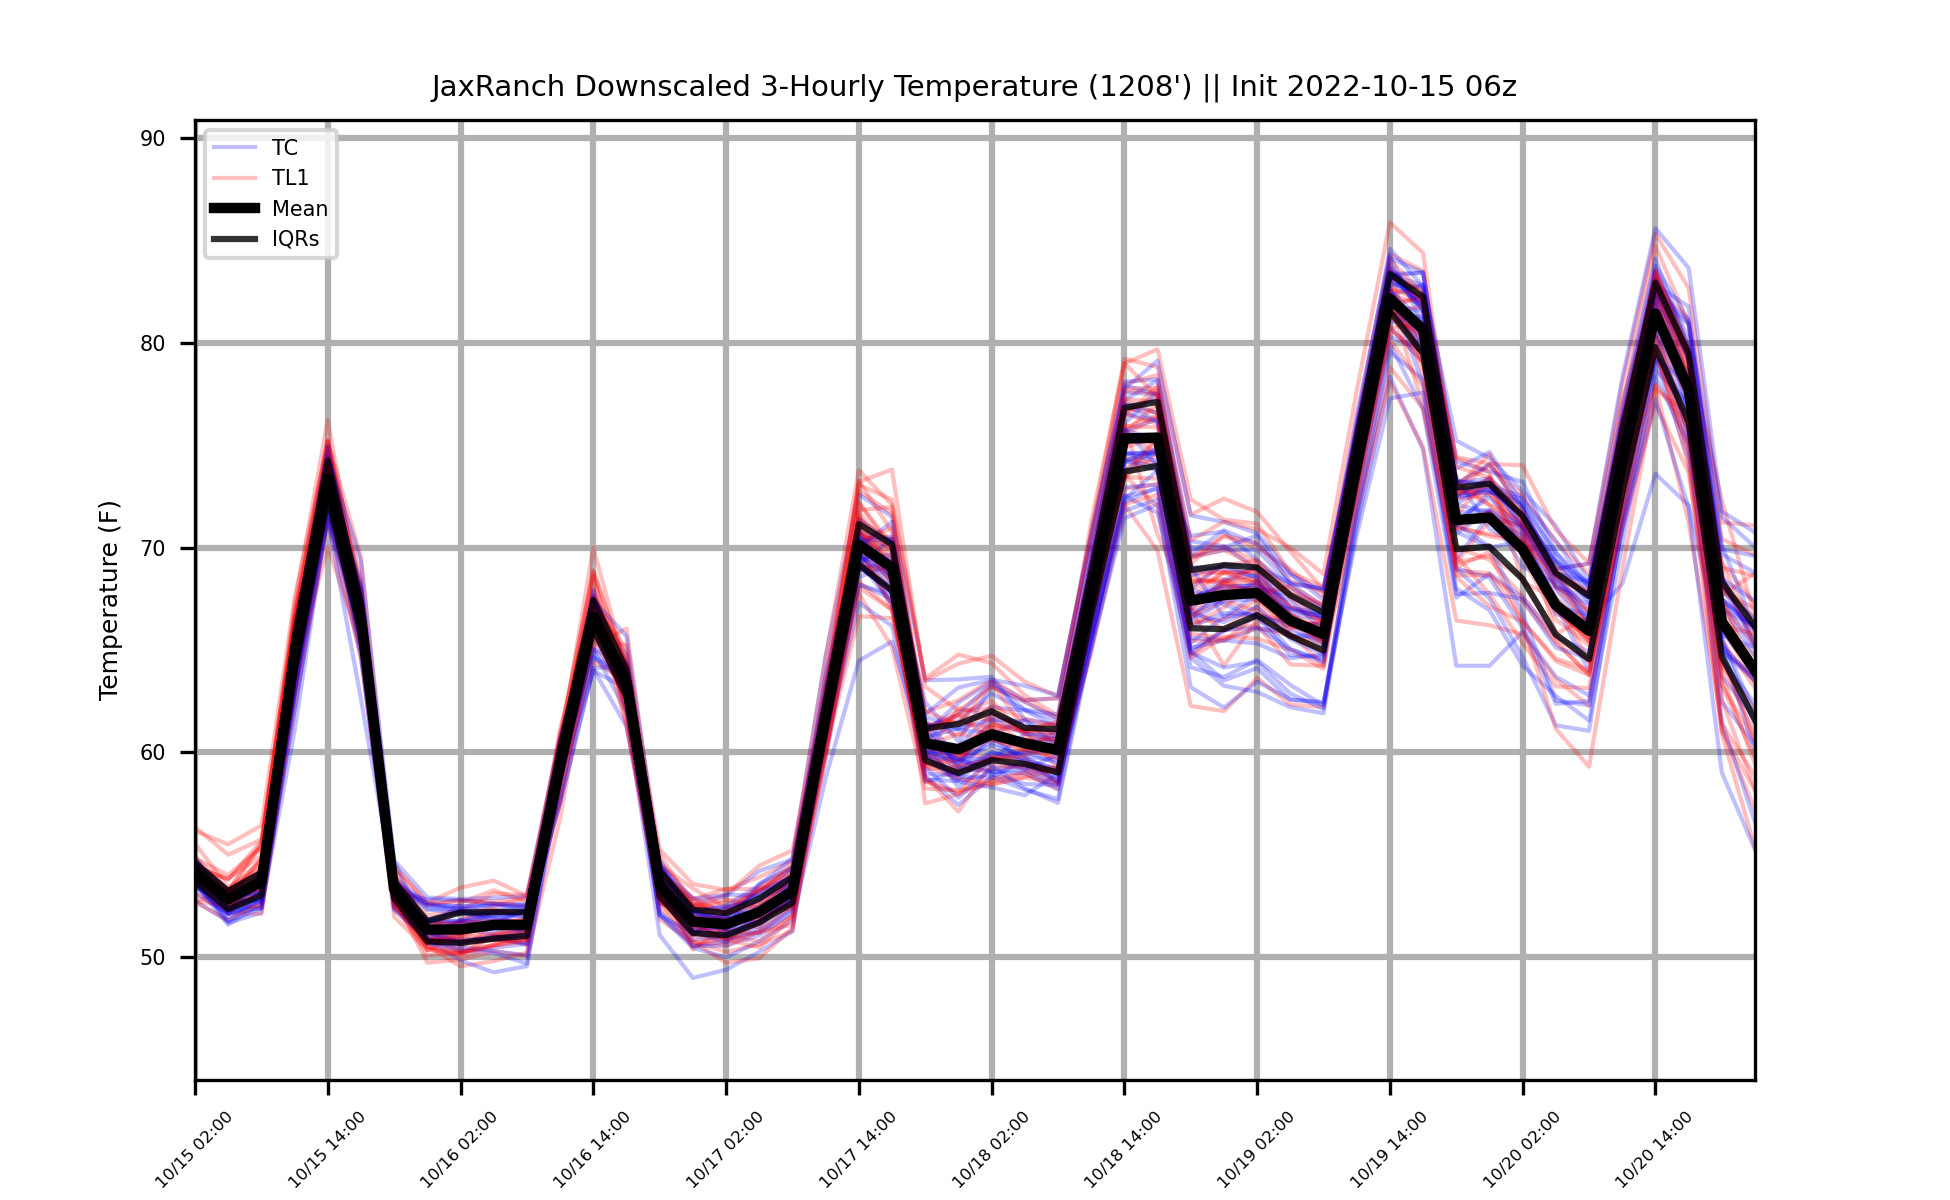 JaxRanch Downscaled 3-Hourly Temperature (1208') || Init 2022-10-15 06z
Temperature (F)
90
80
70
60
50
TC
TL1
Mean
IQRs
10/15 02:00
10/15 14:00
10/16 02:00
10/16 14:00
10/17 02:00
10/17 14:00
10/18 02:00
10/18 14:00
10/19 02:00
10/19 14:00
10/20 02:00
10/20 14:00